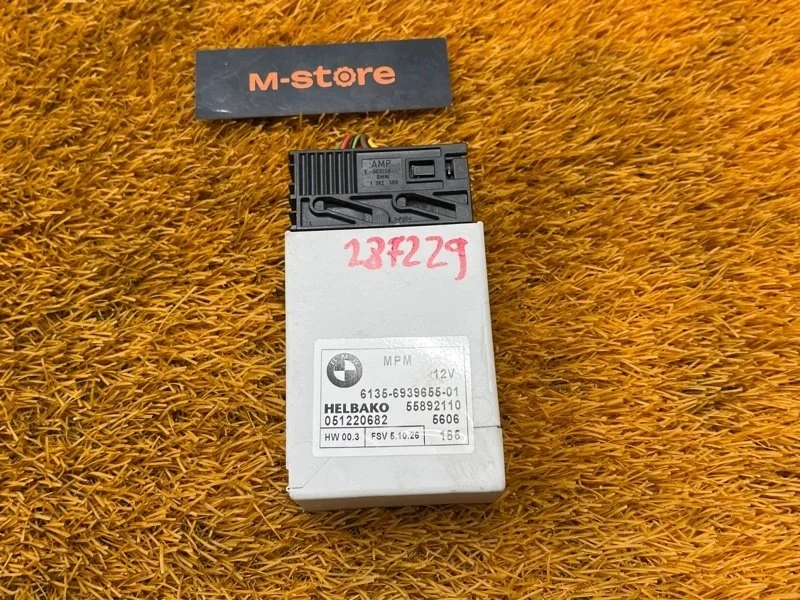 M-store
AMP
BMW
287229
MPM
12V
6135-6939655-01
HELBAKO 55892110
051220682 5606
HW 00.3 FSV 5.10.26 165